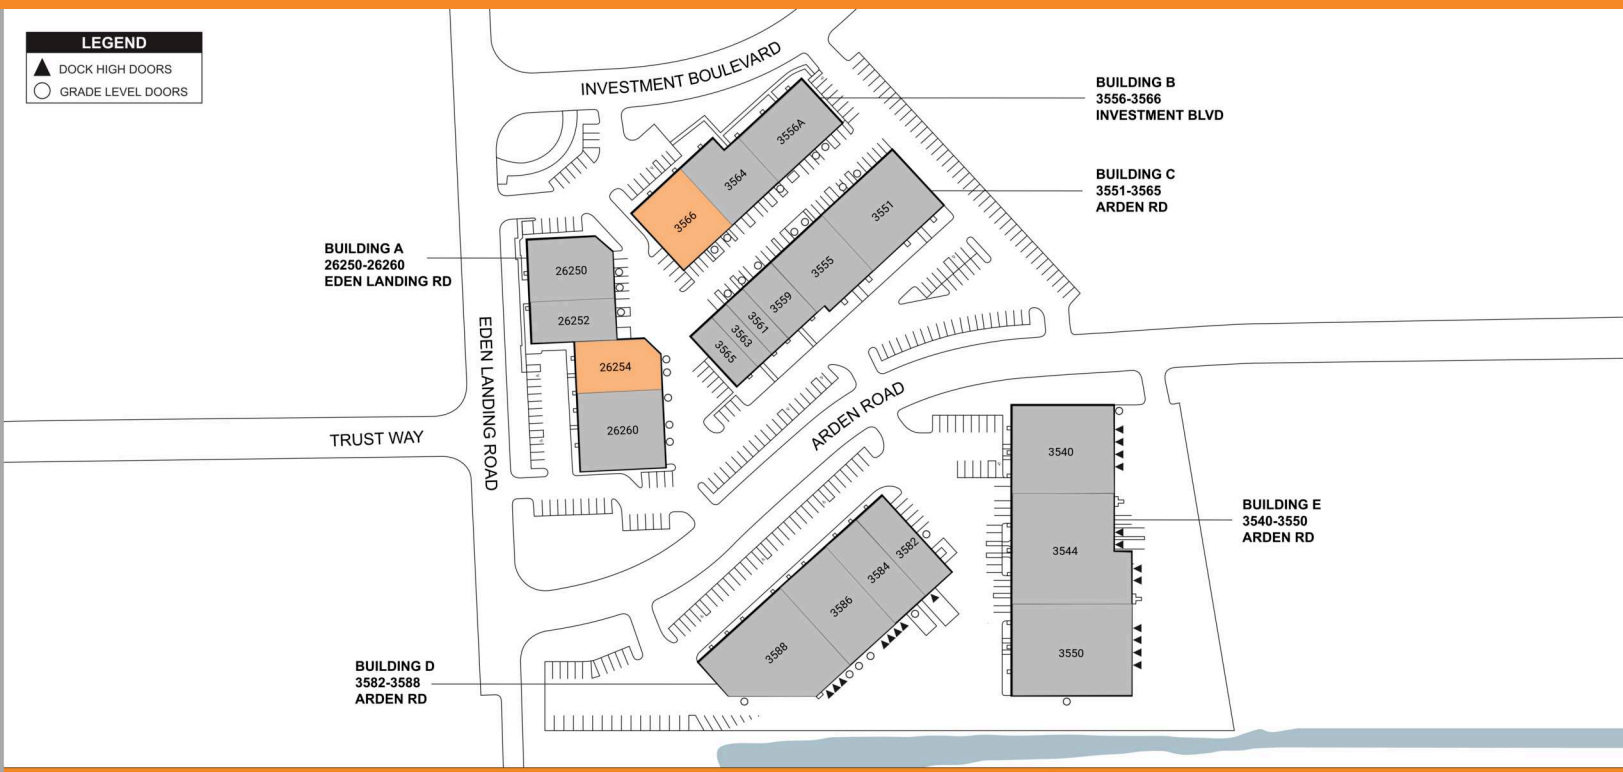 LEGEND
DOCK HIGH DOORS
GRADE LEVEL DOORS
INVESTMENT BOULEVARD
BUILDING B
3556-3566
INVESTMENT BLVD
3556A
3564
3566
BUILDING C
3551-3565
ARDEN RD
3551
3555
3559
3561
3563
3565
BUILDING A
26250-26260
EDEN LANDING RD
26250
26252
26254
26260
EDEN LANDING ROAD
TRUST WAY
ARDEN ROAD
3540
3544
3550
BUILDING E
3540-3550
ARDEN RD
3582
3584
3586
3588
BUILDING D
3582-3588
ARDEN RD